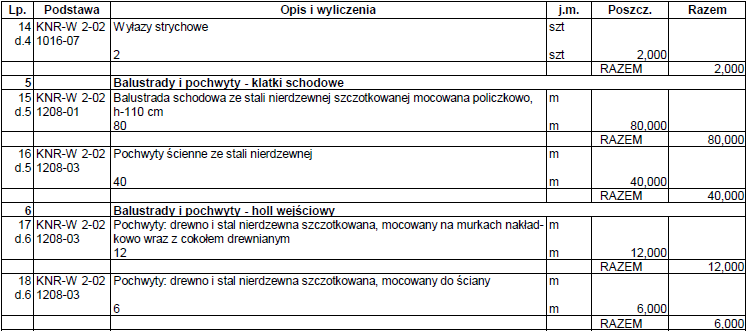 Lp. Podstawa Opis i wyliczenia j.m. Poszcz. Razem
14 KNR-W 2-02 Wyłazy strychowe szt
d.4 1016-07
2 szt 2,000
RAZEM 2,000
5 Balustrady i pochwyty - klatki schodowe
15 KNR-W 2-02 Balustrada schodowa ze stali nierdzewnej szczotkowanej mocowana policzkowo, m
d.5 1208-01 h-110 cm
80 m 80,000
RAZEM 80,000
16 KNR-W 2-02 Pochwyty ścienne ze stali nierdzewnej m
d.5 1208-03
40 m 40,000
RAZEM 40,000
6 Balustrady i pochwyty - holl wejściowy
17 KNR-W 2-02 Pochwyty: drewno i stal nierdzewna szczotkowana, mocowany na murkach nakład- m
d.6 1208-03 kowo wraz z cokołem drewnianym
12 m 12,000
RAZEM 12,000
18 KNR-W 2-02 Pochwyty: drewno i stal nierdzewna szczotkowana, mocowany do ściany m
d.6 1208-03
6 m 6,000
RAZEM 6,000